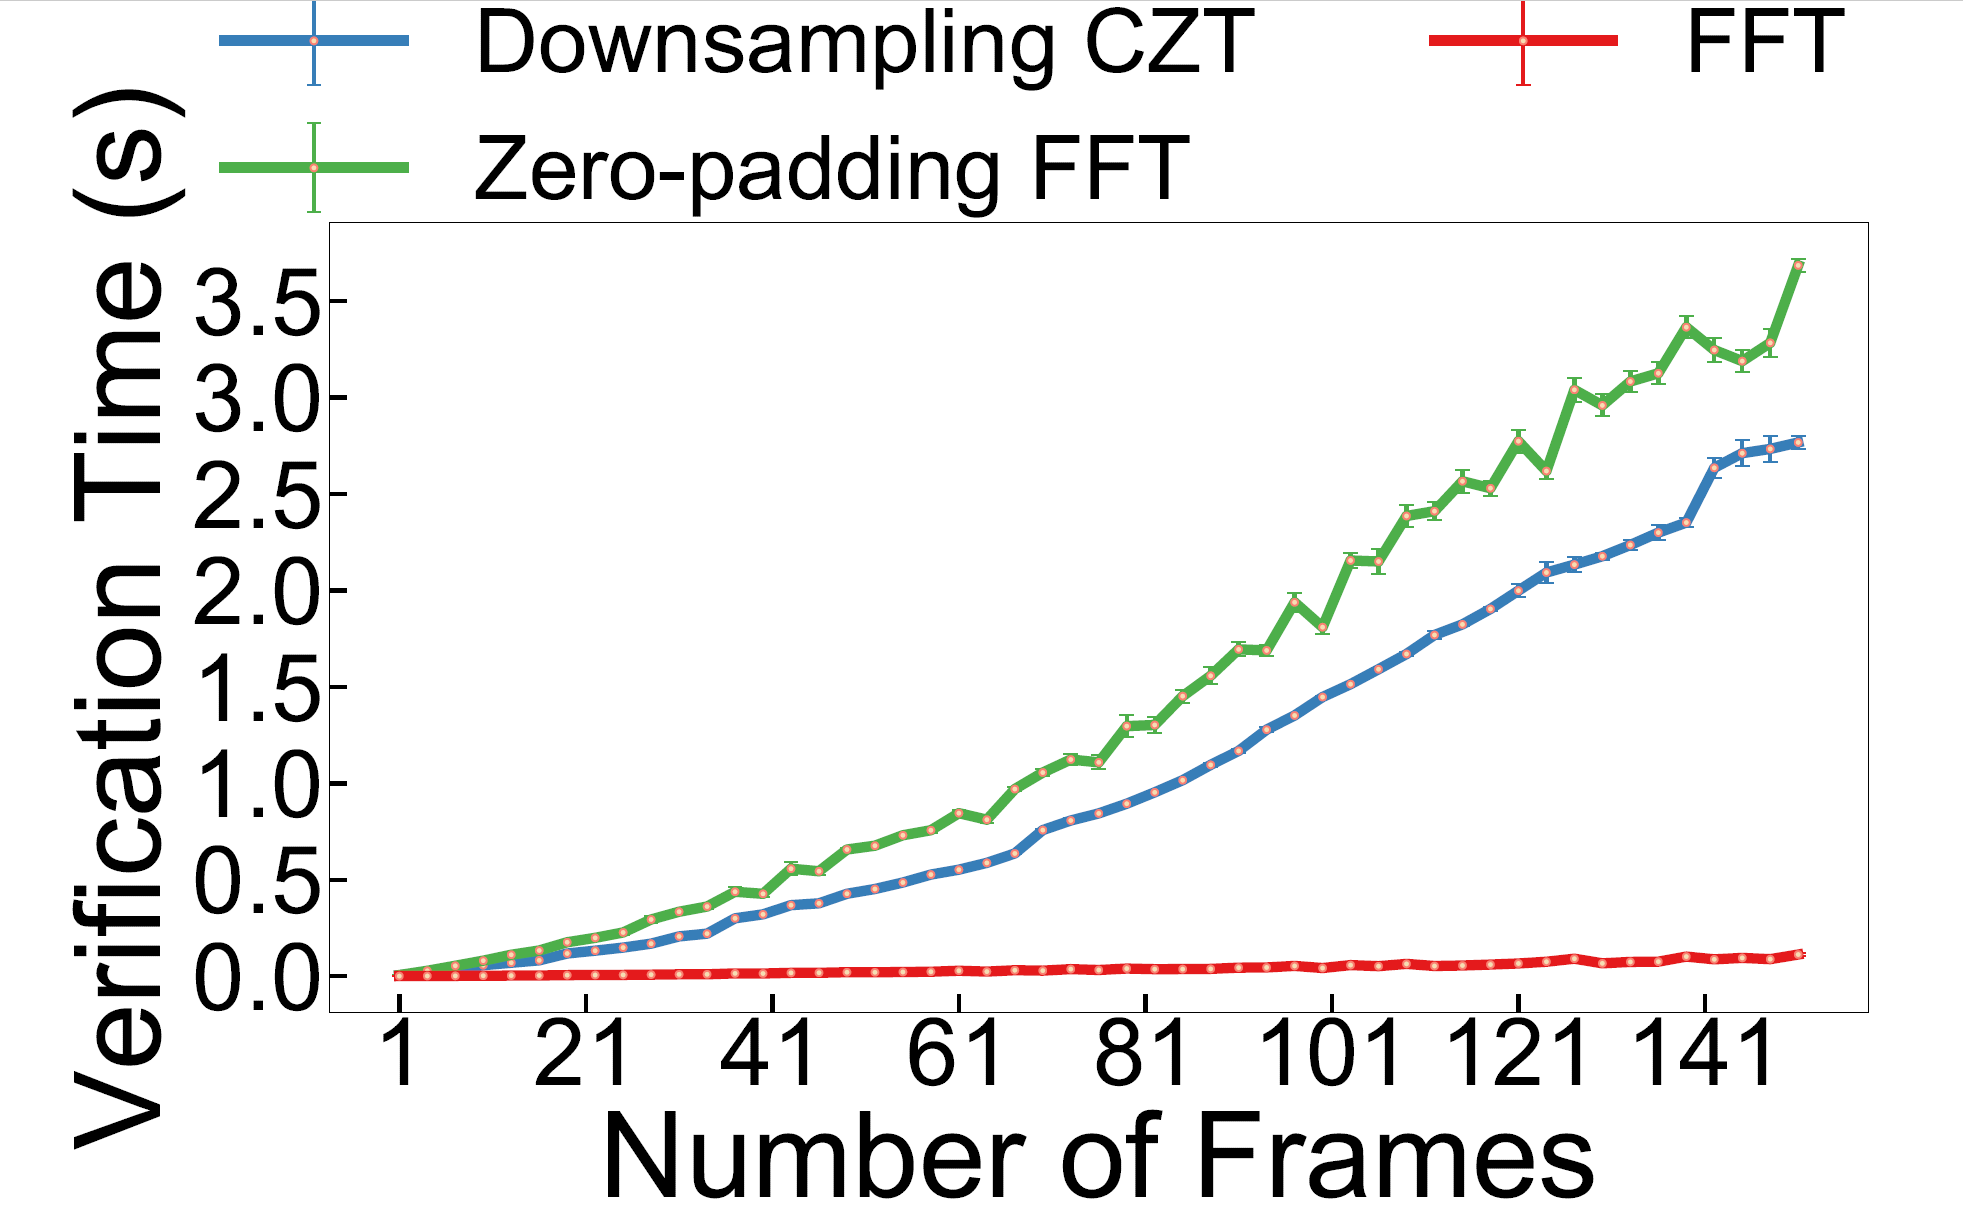 Downsampling CZT
FFT
Zero-padding FFT
Verification Time (s)
3.5
3.0
2.5
2.0
1.5
1.0
0.5
0.0
1 21 41 61 81 101 121 141
Number of Frames